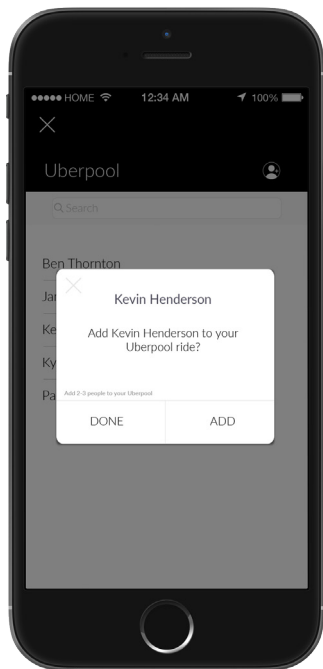 HOME 12:34 AM 100%
Uberpool
Search
Ben Thornton
Jar
Ke
Ky
Pa
Kevin Henderson
Add Kevin Henderson to your
Uberpool ride?
Add 2-3 people to your Uberpool
DONE ADD